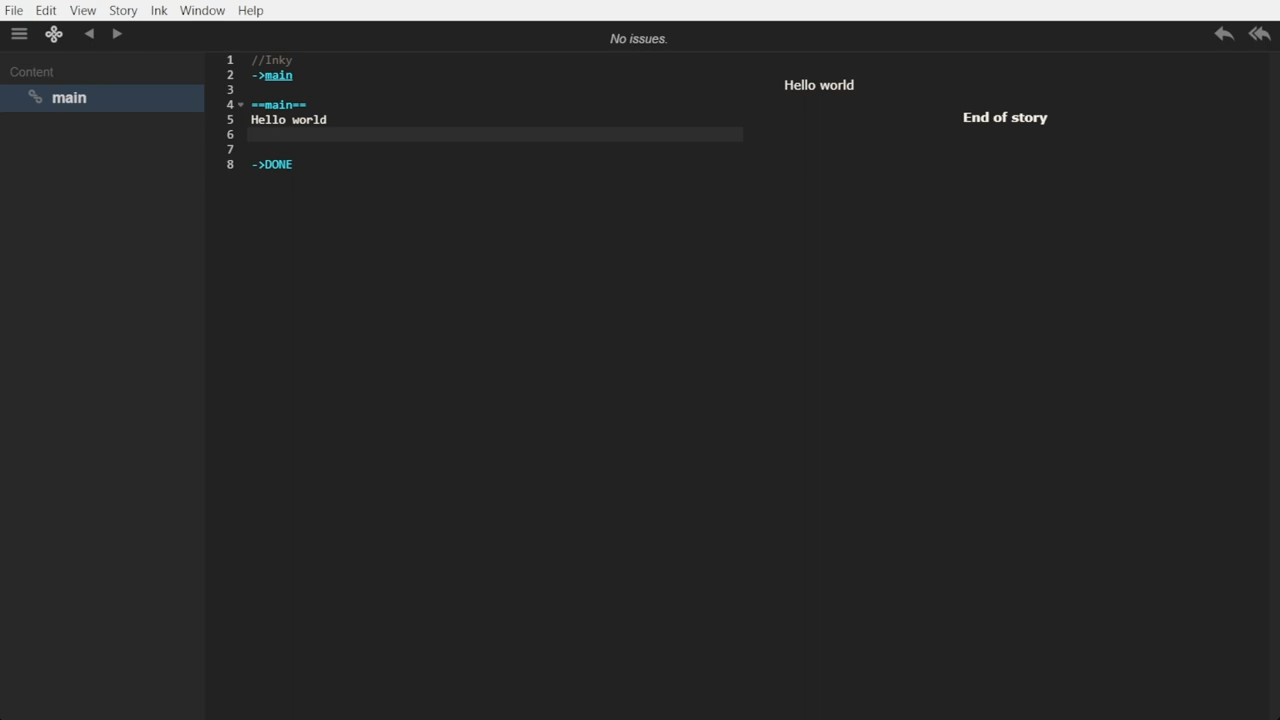 File Edit View Story Ink Window Help
No issues.
Content
main
1 //Inky
2 ->main
3
4 ==main==
5 Hello world
6
7
8 ->DONE
Hello world
End of story